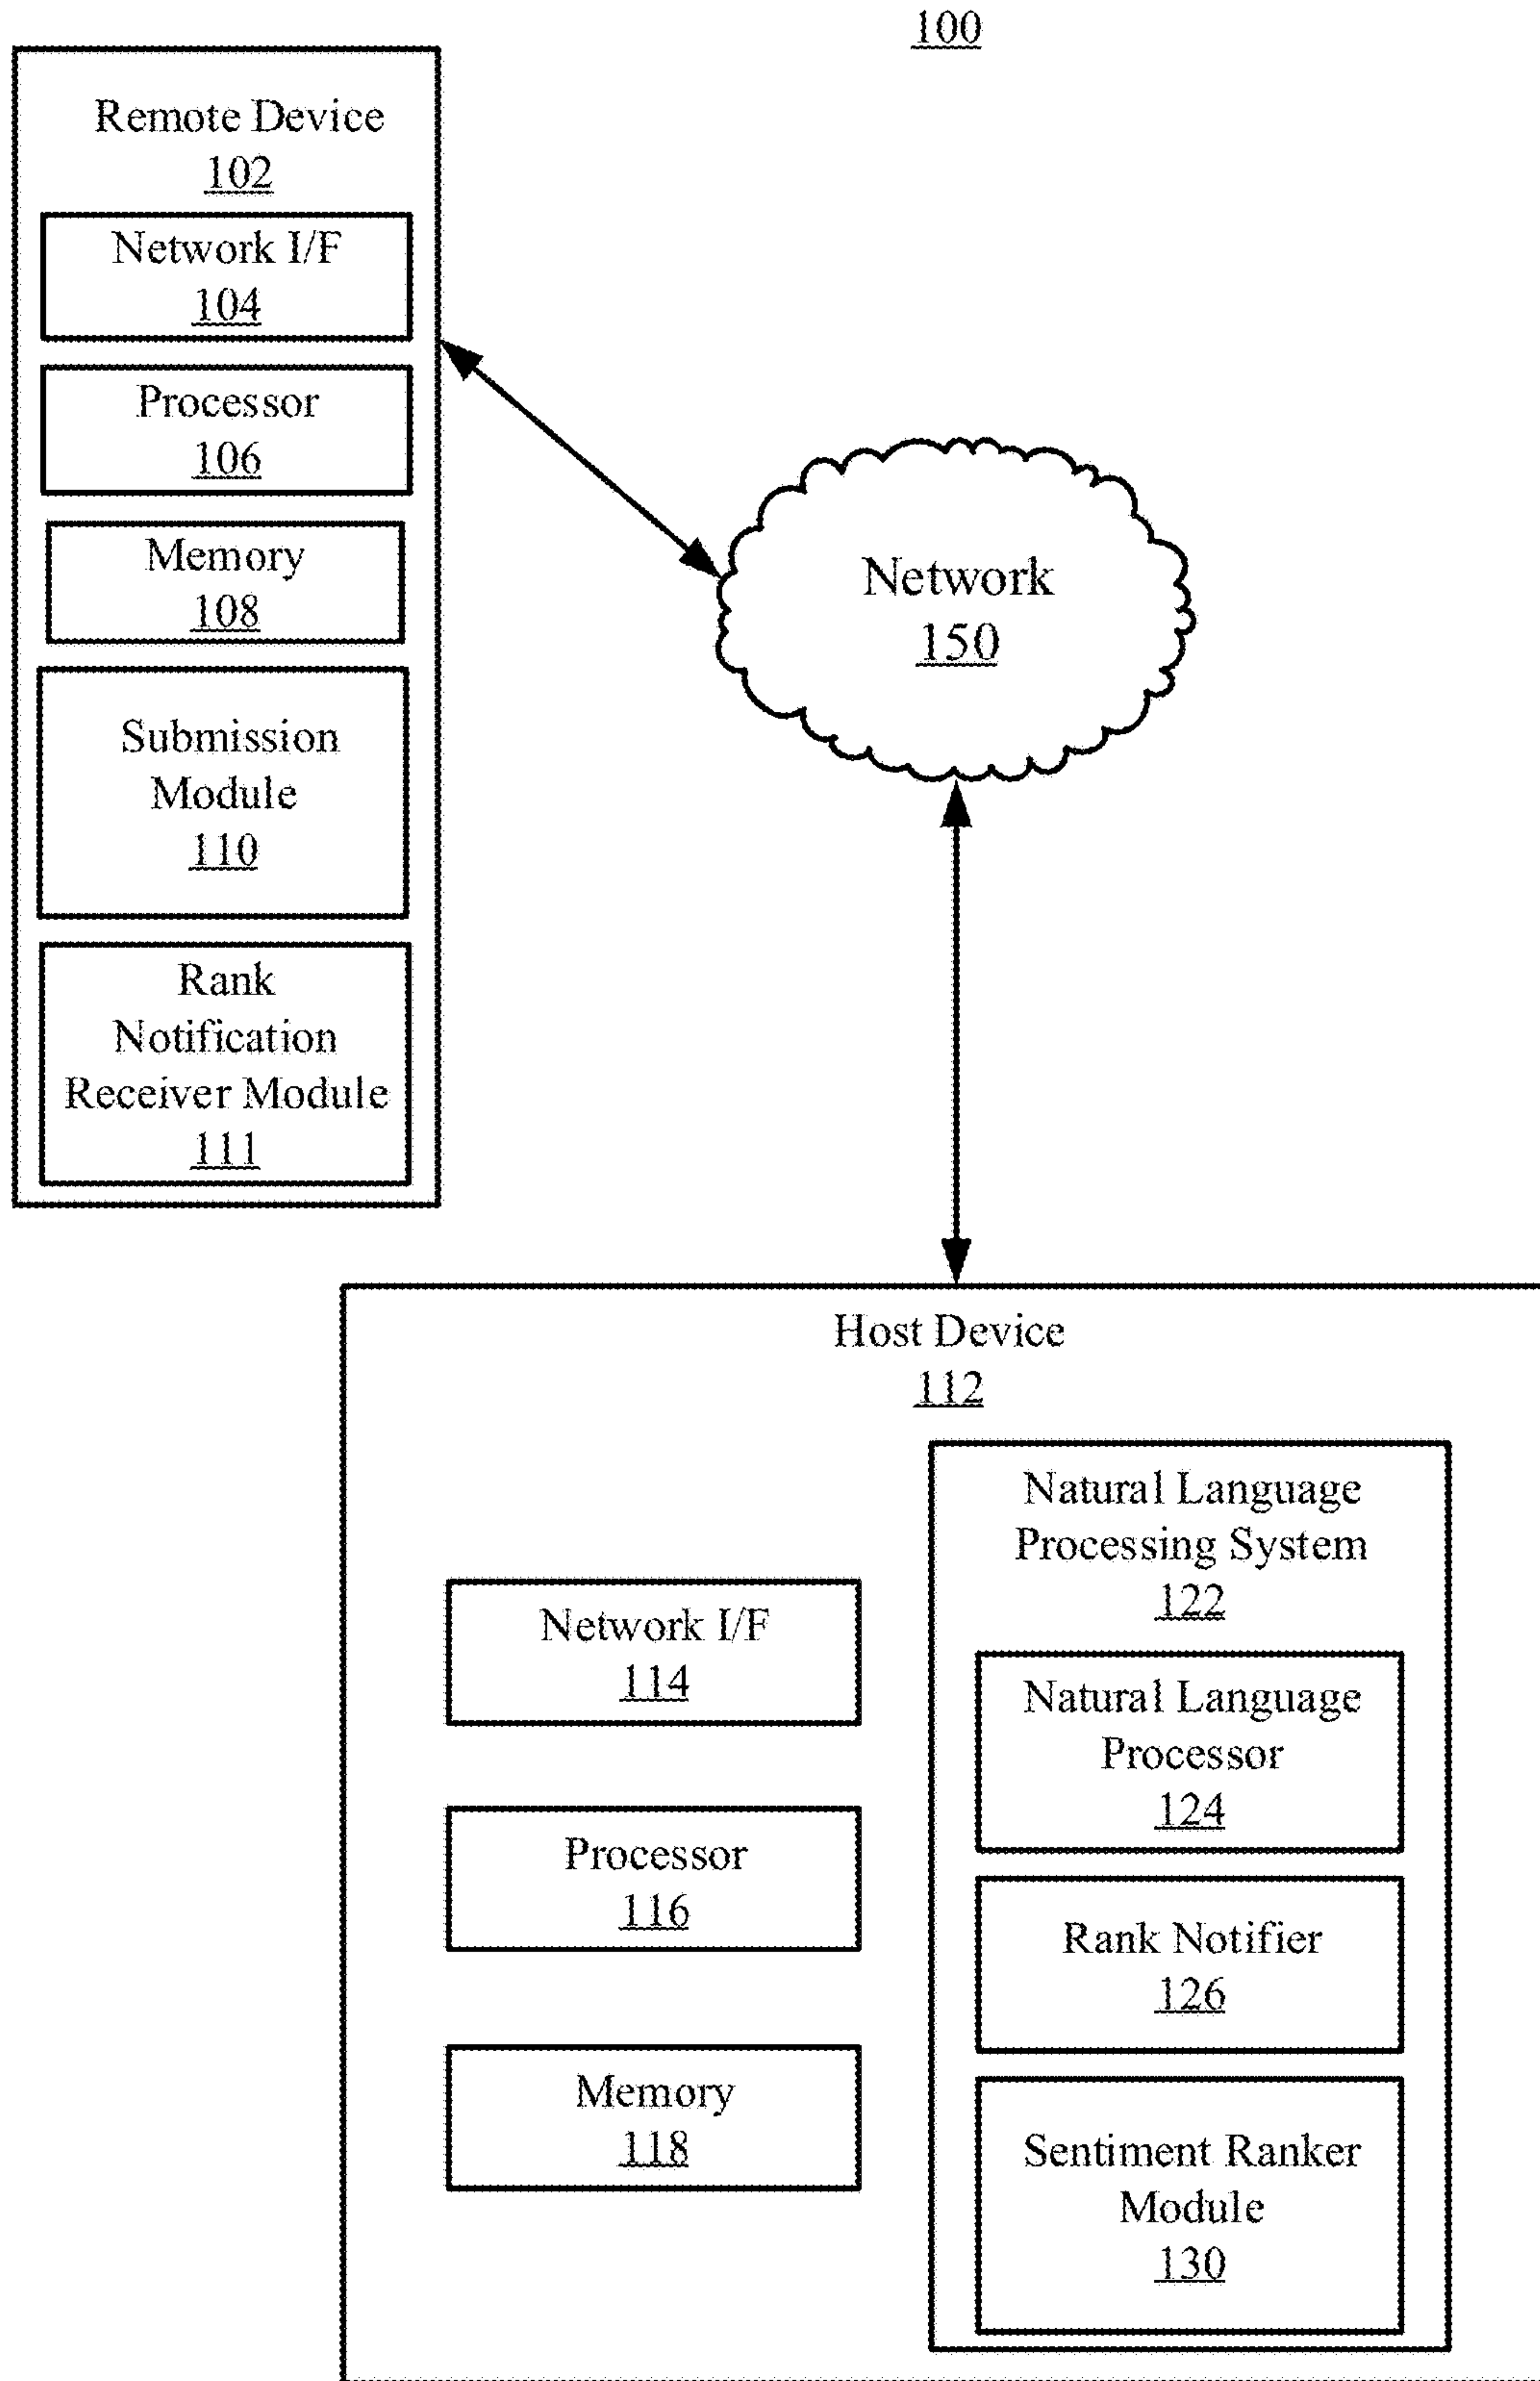 100
Remote Device
102
Network I/F
104
Processor
106
Memory
108
Submission
Module
110
Rank
Notification
Receiver Module
111
Network
150
Host Device
112
Network I/F
114
Processor
116
Memory
118
Natural Language
Processing System
122
Natural Language
Processor
124
Rank Notifier
126
Sentiment Ranker
Module
130